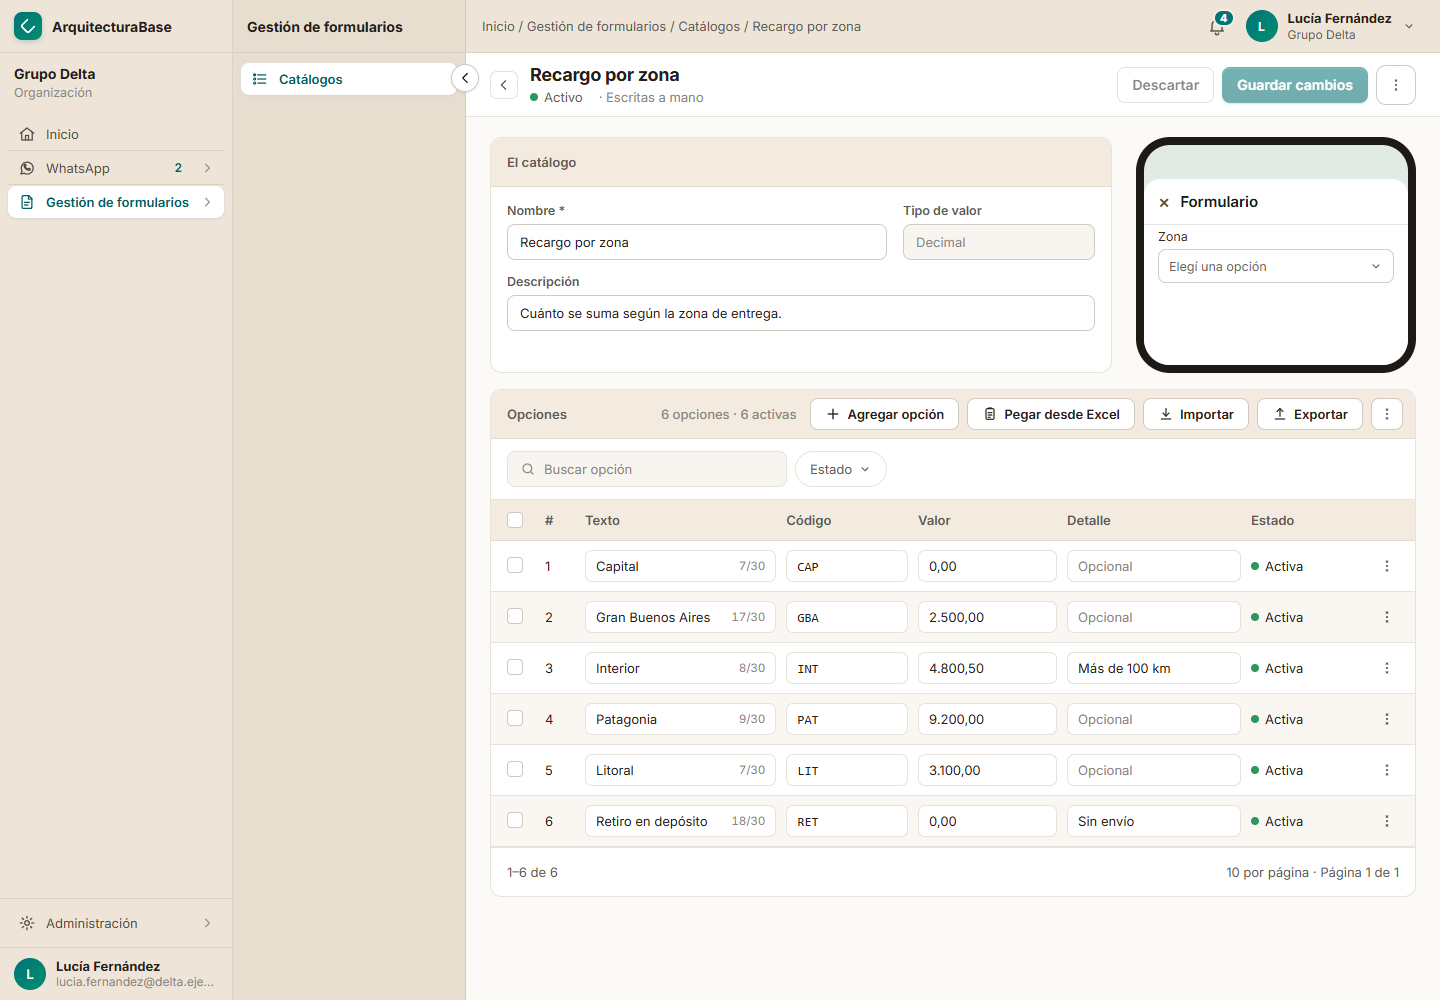 ArquitecturaBase
Grupo Delta
Organización
Inicio
WhatsApp 2
Gestión de formularios
Administración
L
Lucía Fernández
lucia.fernandez@delta.eje...
Gestión de formularios
Catálogos
Inicio / Gestión de formularios / Catálogos / Recargo por zona
4
L
Lucía Fernández
Grupo Delta
Recargo por zona
Activo · Escritas a mano
Descartar
Guardar cambios
El catálogo
Nombre * Tipo de valor
Recargo por zona Decimal
Descripción
Cuánto se suma según la zona de entrega.
Formulario
Zona
Elegí una opción
Opciones 6 opciones · 6 activas Agregar opción Pegar desde Excel Importar Exportar
Buscar opción Estado
# Texto Código Valor Detalle Estado
1 Capital 7/30 CAP 0,00 Opcional Activa
2 Gran Buenos Aires 17/30 GBA 2.500,00 Opcional Activa
3 Interior 8/30 INT 4.800,50 Más de 100 km Activa
4 Patagonia 9/30 PAT 9.200,00 Opcional Activa
5 Litoral 7/30 LIT 3.100,00 Opcional Activa
6 Retiro en depósito 18/30 RET 0,00 Sin envío Activa
1–6 de 6 10 por página · Página 1 de 1